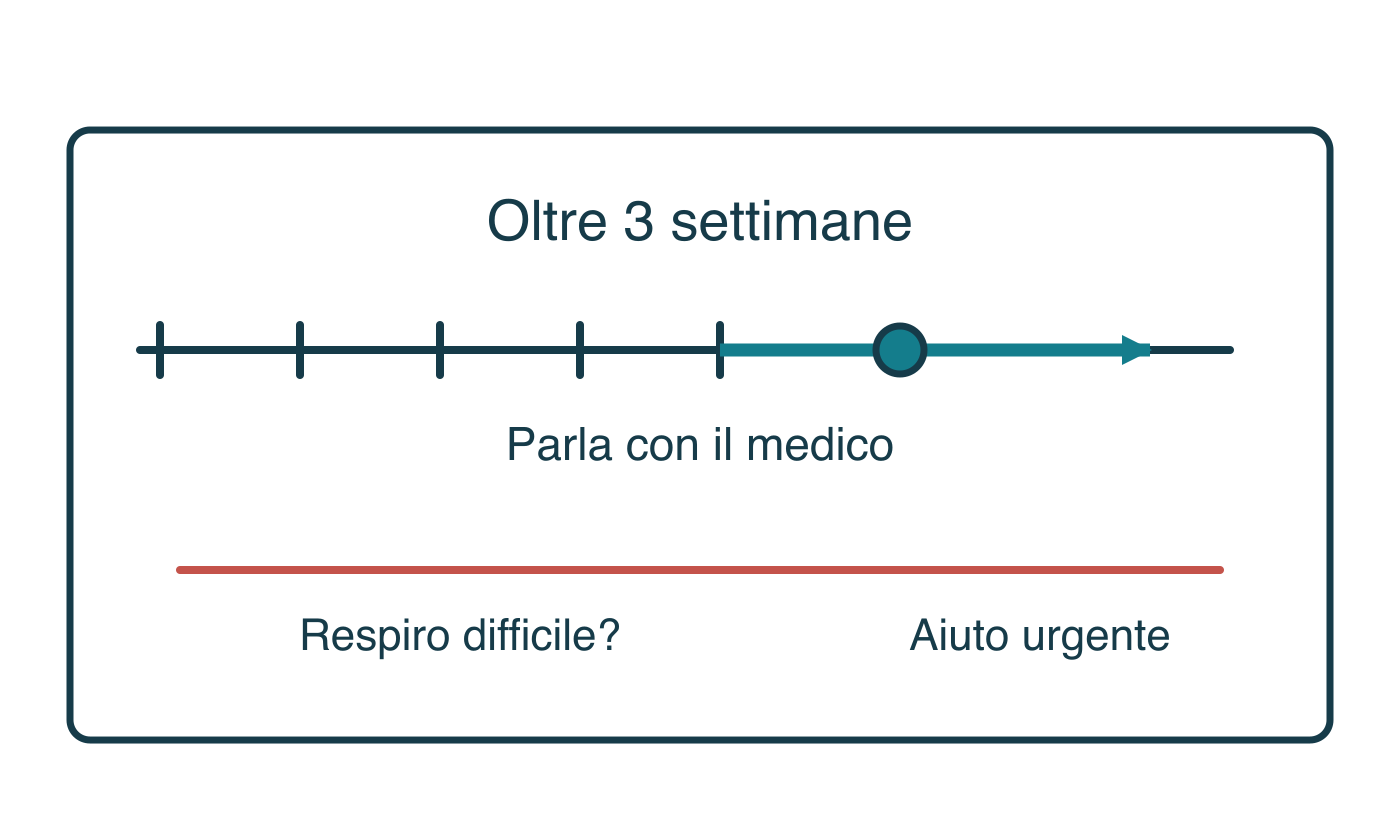 Oltre 3 settimane
Parla con il medico
Respiro difficile?
Aiuto urgente